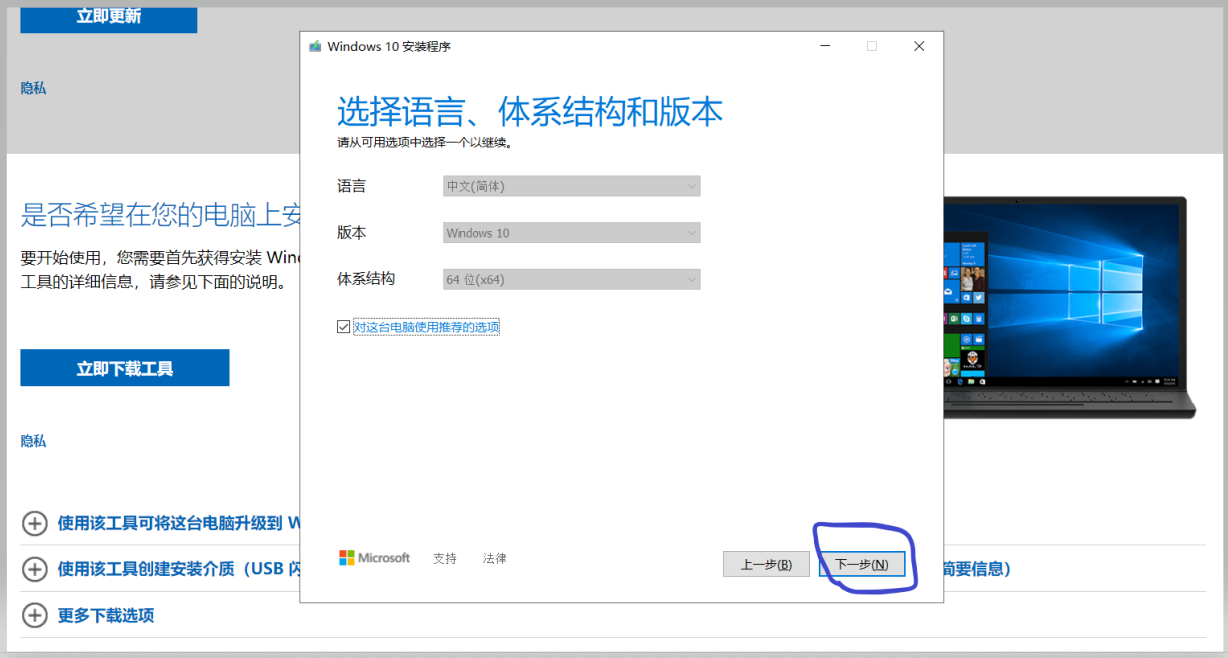 立即更新
隐私
Windows 10 安装程序
选择语言、体系结构和版本
请从可用选项中选择一个以继续。
语言
中文(简体)
版本
Windows 10
体系结构
64 位(x64)
对这台电脑使用推荐的选项
Microsoft
支持
法律
上一步(B)
下一步(N)
是否希望在您的电脑上安
要开始使用，您需要首先获得安装 Wind
工具的详细信息，请参见下面的说明。
立即下载工具
隐私
使用该工具可将这台电脑升级到 W
使用该工具创建安装介质（USB 闪
简要信息）
更多下载选项